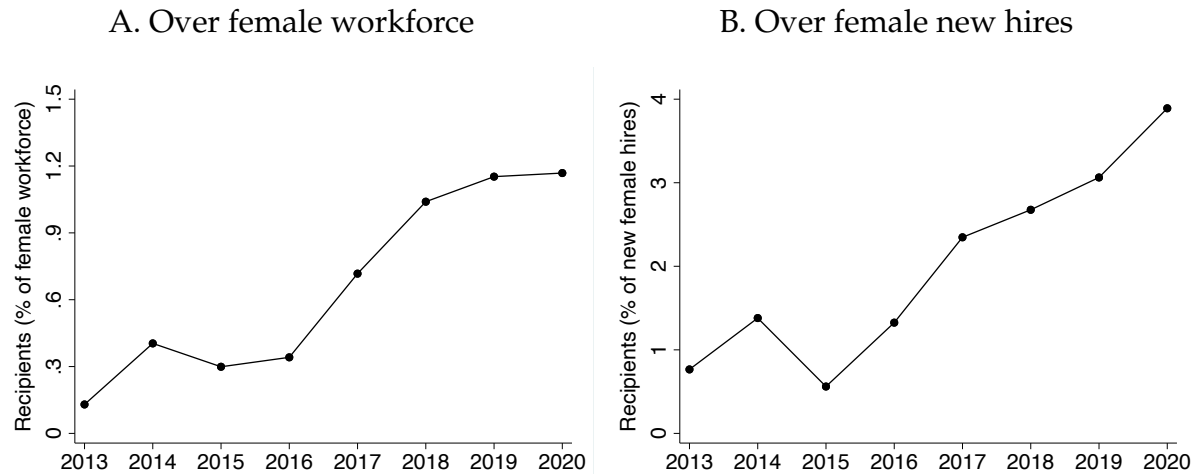 A. Over female workforce
Recipients (% of female workforce)
1.5
1.2
.9
.6
.3
0
2013 2014 2015 2016 2017 2018 2019 2020
B. Over female new hires
Recipients (% of new female hires)
4
3
2
1
0
2013 2014 2015 2016 2017 2018 2019 2020